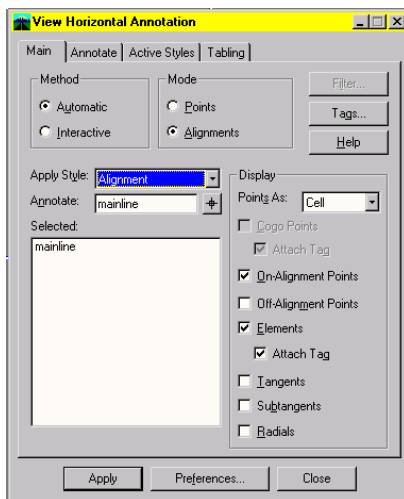 View Horizontal Annotation
Main Annotate Active Styles Tabling
Method
Automatic
Interactive
Mode
Points
Alignments
Filter...
Tags...
Help
Apply Style: Alignment
Annotate: mainline
Selected:
mainline
Display
Points As: Cell
Cogo Points
Attach Tag
On-Alignment Points
Off-Alignment Points
Elements
Attach Tag
Tangents
Subtangents
Radials
Apply Preferences... Close